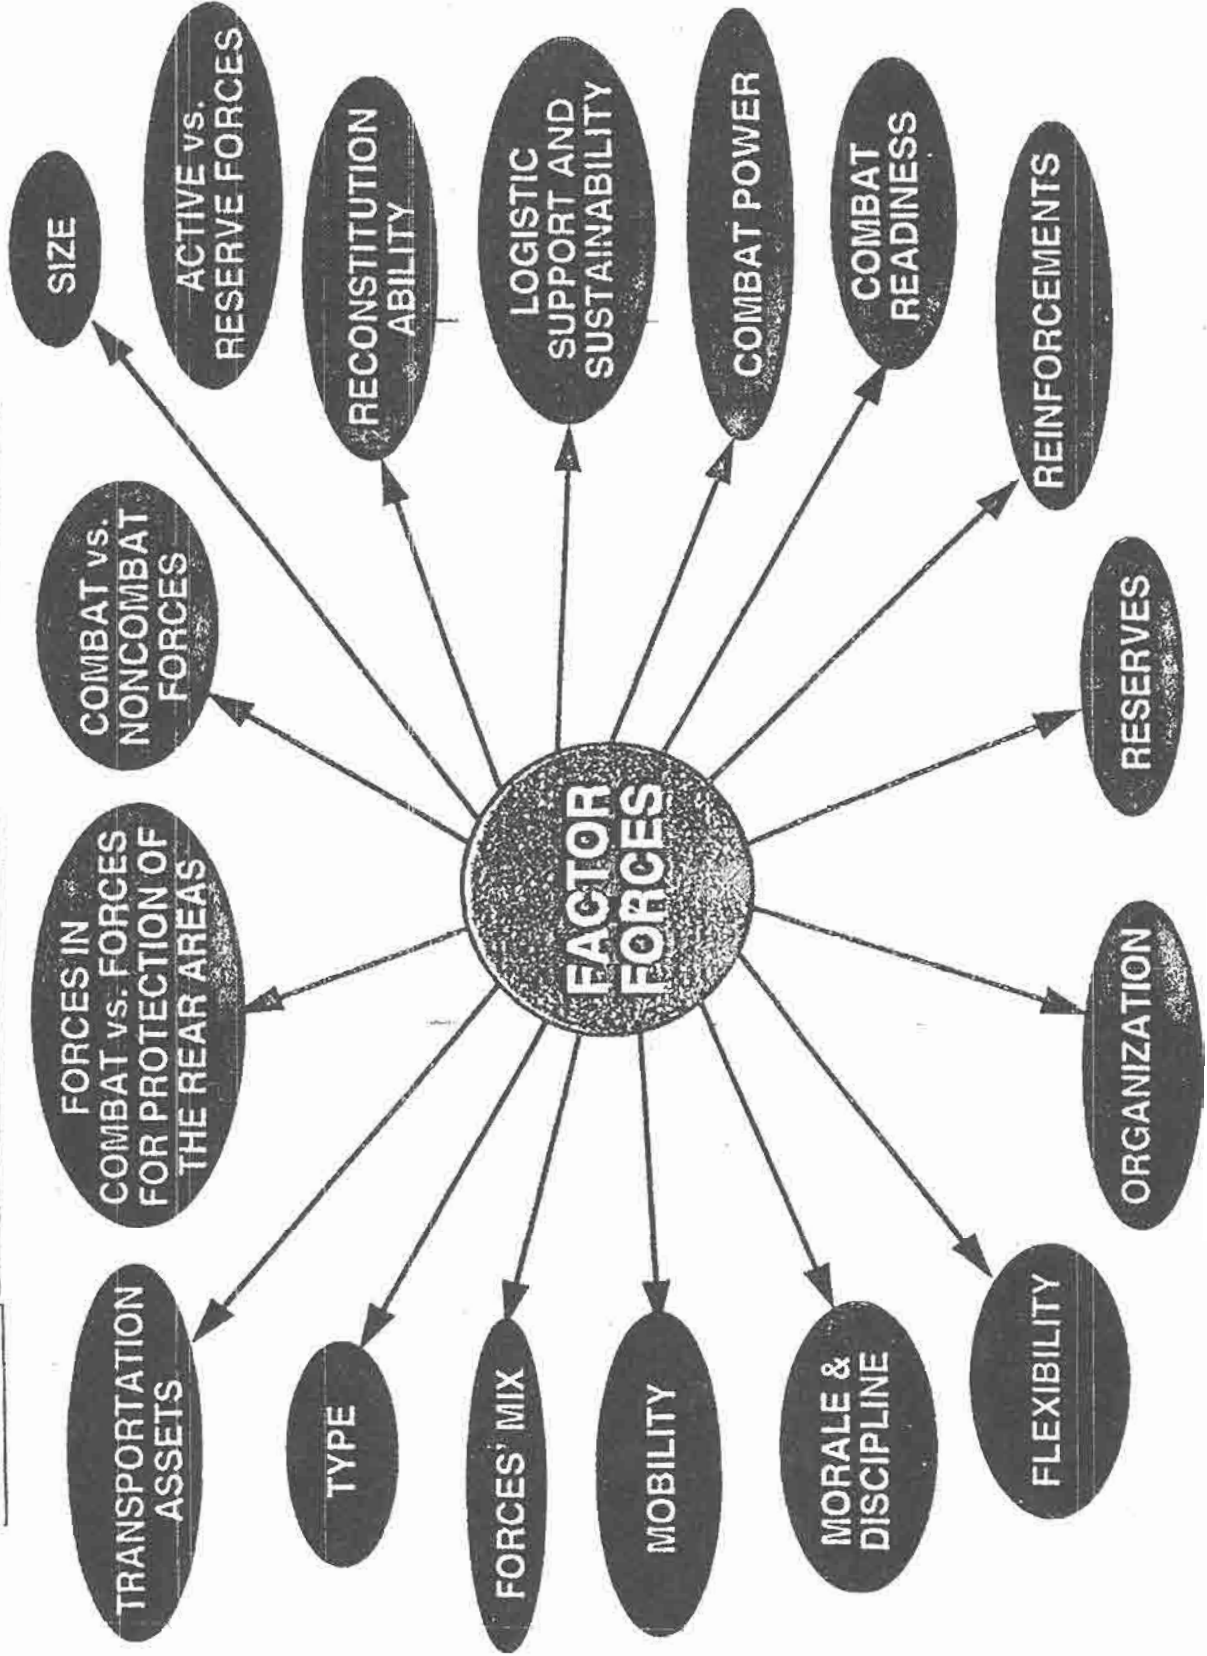 FORCES IN
COMBAT vs. FORCES
FOR PROTECTION OF
THE REAR AREAS
COMBAT vs.
NONCOMBAT
FORCES
SIZE
ACTIVE vs.
RESERVE FORCES
RECONSTITUTION
ABILITY
LOGISTIC
SUPPORT AND
SUSTAINABILITY
COMBAT POWER
COMBAT
READINESS
REINFORCEMENTS
RESERVES
ORGANIZATION
FLEXIBILITY
MORALE &
DISCIPLINE
MOBILITY
FORCES' MIX
TYPE
TRANSPORTATION
ASSETS
FACTOR
FORCES